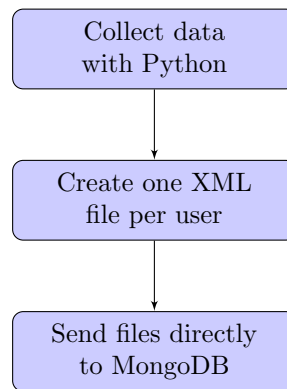 Collect data
with Python
Create one XML
file per user
Send files directly
to MongoDB